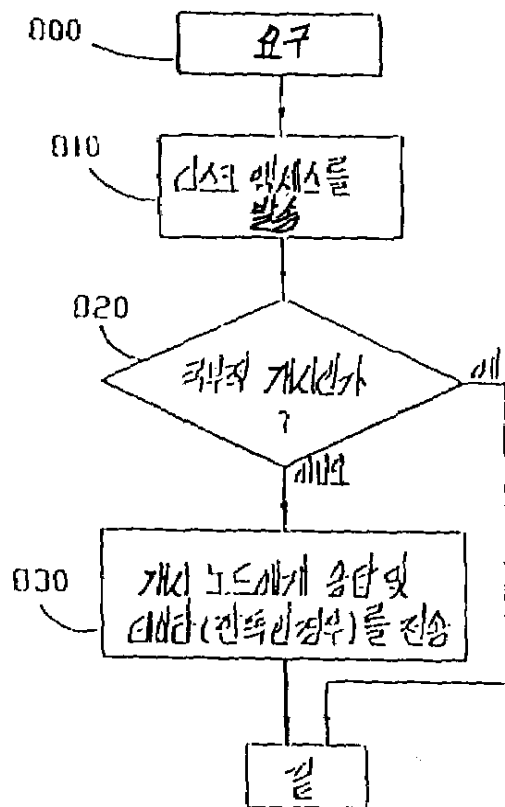 000
요구
010
디스크 액세스를
발송
020
국부적 개시인가
?
예
아니오
030
개시 노드에게 응답 및
데이타(판독인경우)를 전송
끝